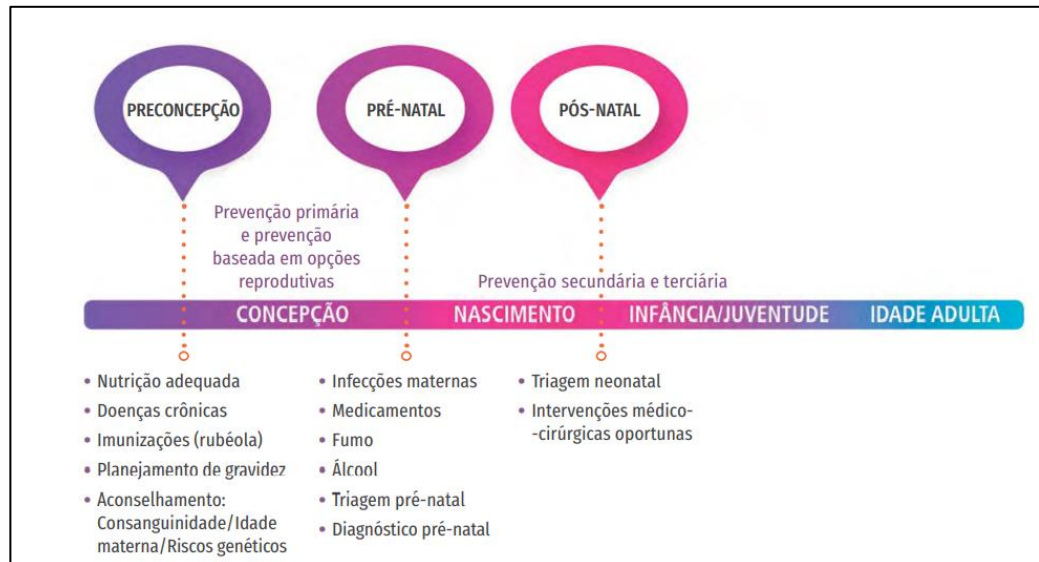 PRECONCEPÇÃO
PRÉ-NATAL
PÓS-NATAL
Prevenção primária
e prevenção
baseada em opções
reprodutivas
Prevenção secundária e terciária
CONCEPÇÃO
NASCIMENTO
INFÂNCIA/JUVENTUDE
IDADE ADULTA
• Nutrição adequada
• Doenças crônicas
• Imunizações (rubéola)
• Planejamento de gravidez
• Aconselhamento:
Consanguinidade/Idade
materna/Riscos genéticos
• Infecções maternas
• Medicamentos
• Fumo
• Álcool
• Triagem pré-natal
• Diagnóstico pré-natal
• Triagem neonatal
• Intervenções médico-
-cirúrgicas oportunas